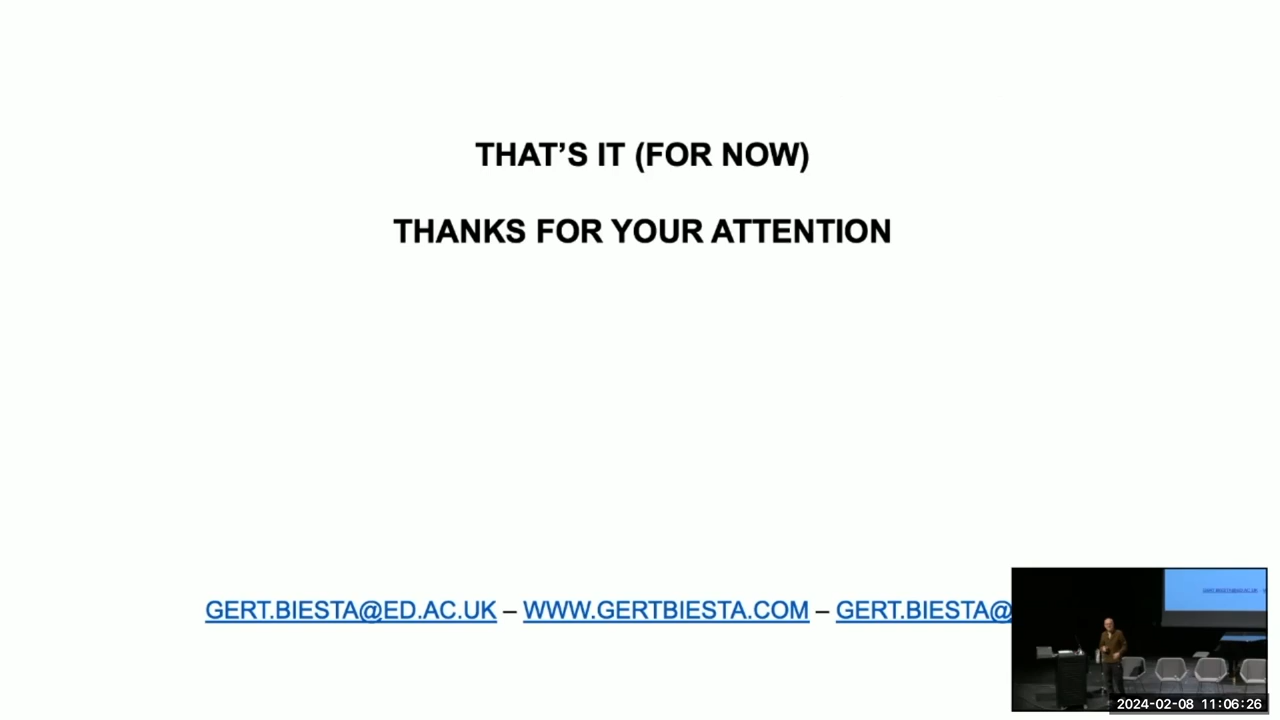 THAT’S IT (FOR NOW)
THANKS FOR YOUR ATTENTION
GERT.BIESTA@ED.AC.UK – WWW.GERTBIESTA.COM – GERT.BIESTA@
2024-02-08 11:06:26